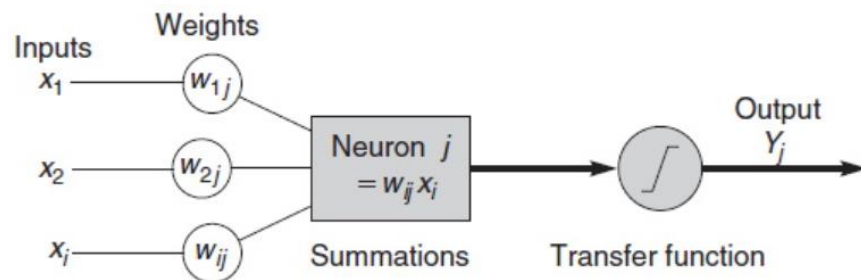 Weights
Inputs
x₁
w₁ⱼ
Output
Yⱼ
Neuron j
= wᵢⱼ xᵢ
x₂
w₂ⱼ
xᵢ
wᵢⱼ
Summations
Transfer function